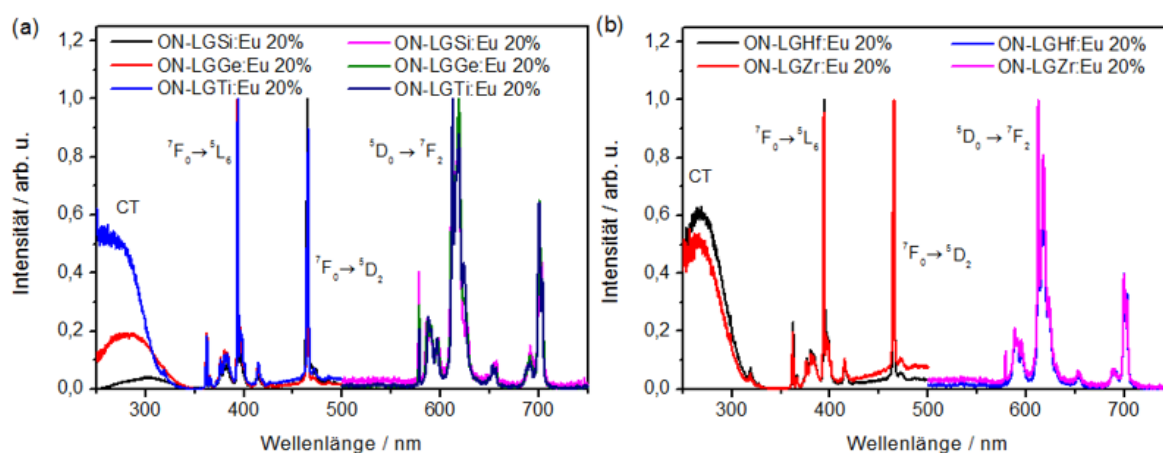 (a)
1,2
1,0
0,8
0,6
0,4
0,2
0,0
Intensität / arb. u.
ON-LGSi:Eu 20%
ON-LGGe:Eu 20%
ON-LGTi:Eu 20%
ON-LGSi:Eu 20%
ON-LGGe:Eu 20%
ON-LGTi:Eu 20%
⁷F₀→⁵L₆
⁵D₀→⁷F₂
CT
⁷F₀→⁵D₂
300 400 500 600 700
Wellenlänge / nm
(b)
1,2
1,0
0,8
0,6
0,4
0,2
0,0
Intensität / arb. u.
ON-LGHf:Eu 20%
ON-LGZr:Eu 20%
ON-LGHf:Eu 20%
ON-LGZr:Eu 20%
⁷F₀→⁵L₆
⁵D₀→⁷F₂
CT
⁷F₀→⁵D₂
300 400 500 600 700
Wellenlänge / nm